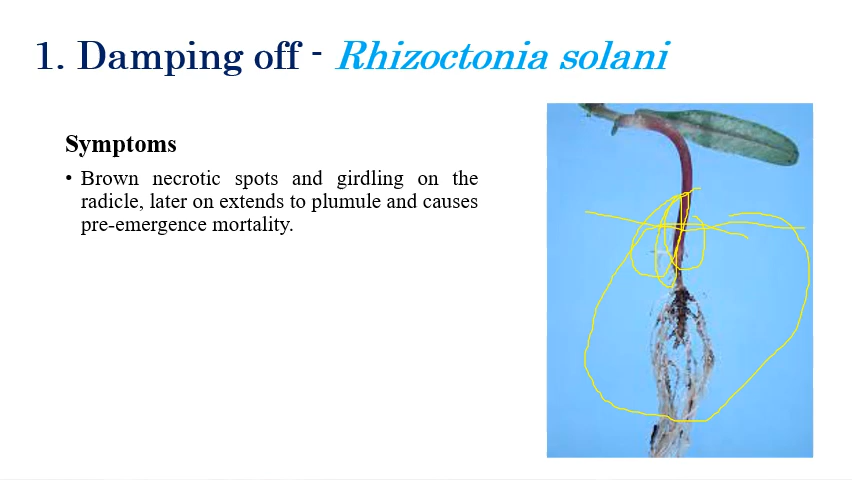 1. Damping off - Rhizoctonia solani
Symptoms
• Brown necrotic spots and girdling on the
radicle, later on extends to plumule and causes
pre-emergence mortality.